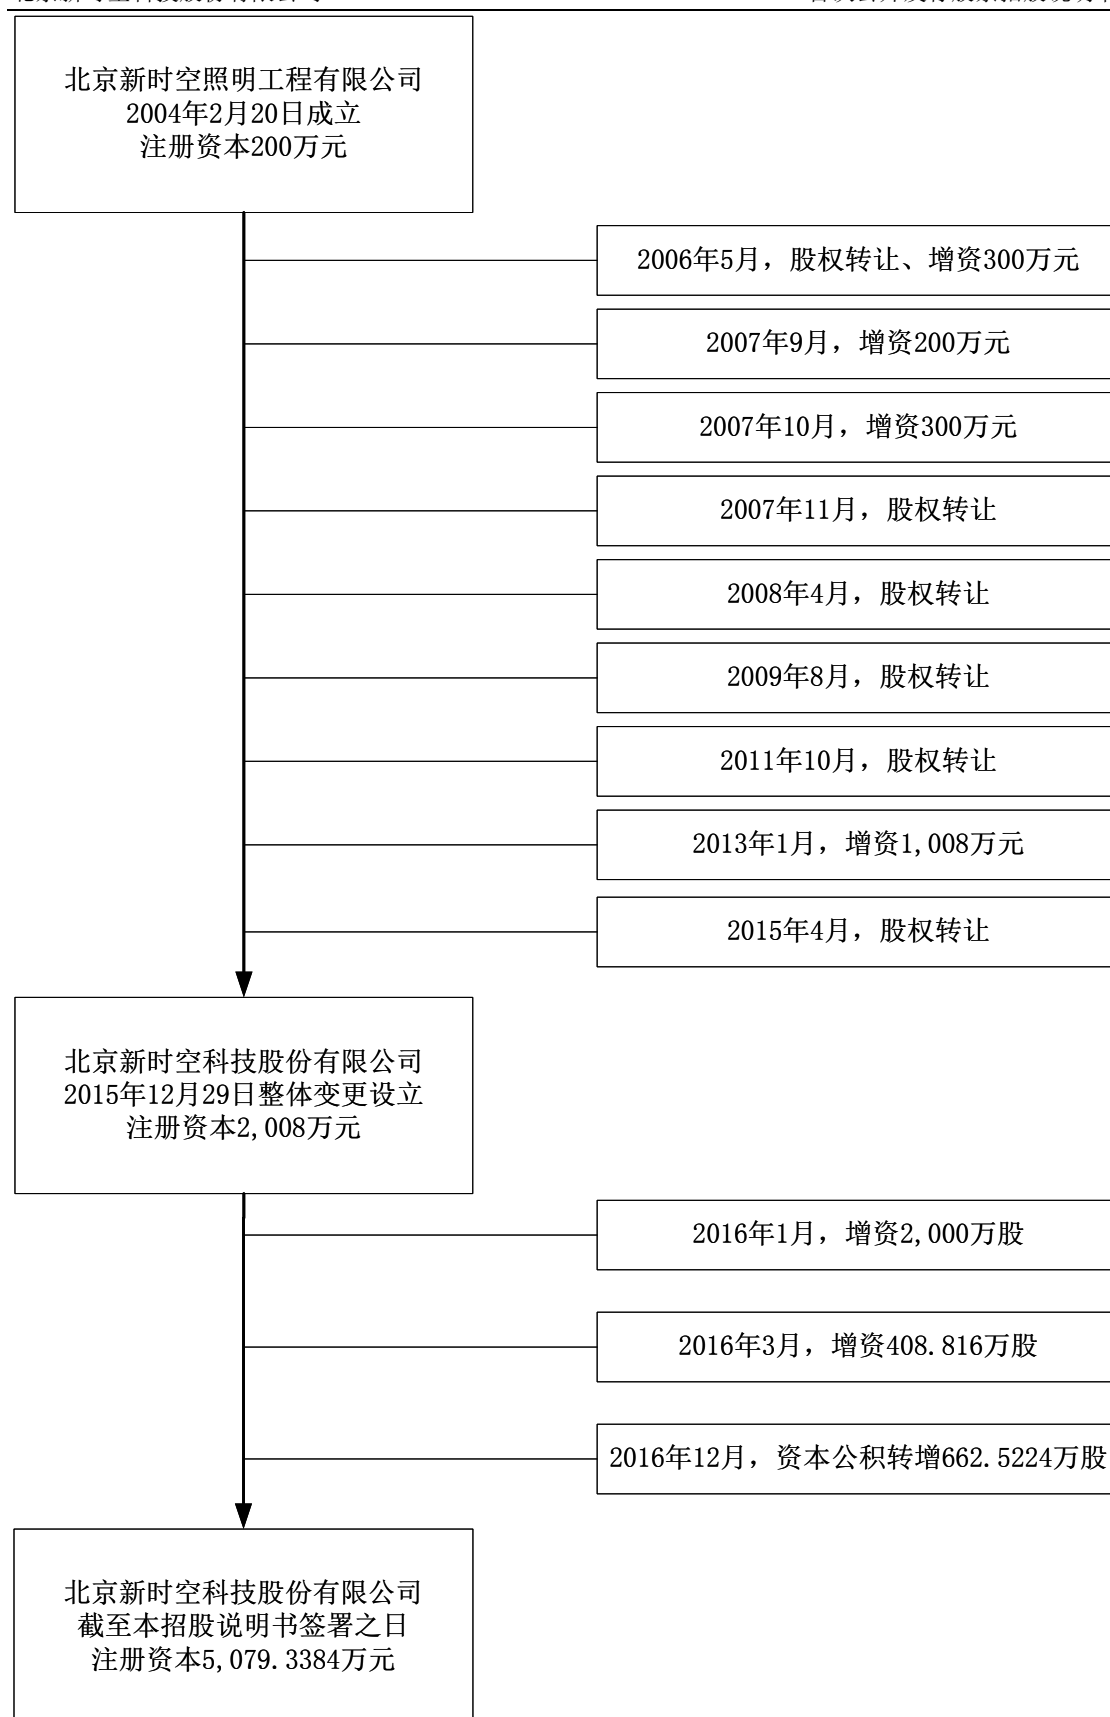 北京新时空照明工程有限公司
2004年2月20日成立
注册资本200万元
2006年5月，股权转让、增资300万元
2007年9月，增资200万元
2007年10月，增资300万元
2007年11月，股权转让
2008年4月，股权转让
2009年8月，股权转让
2011年10月，股权转让
2013年1月，增资1,008万元
2015年4月，股权转让
北京新时空科技股份有限公司
2015年12月29日整体变更设立
注册资本2,008万元
2016年1月，增资2,000万股
2016年3月，增资408.816万股
2016年12月，资本公积转增662.5224万股
北京新时空科技股份有限公司
截至本招股说明书签署之日
注册资本5,079.3384万元